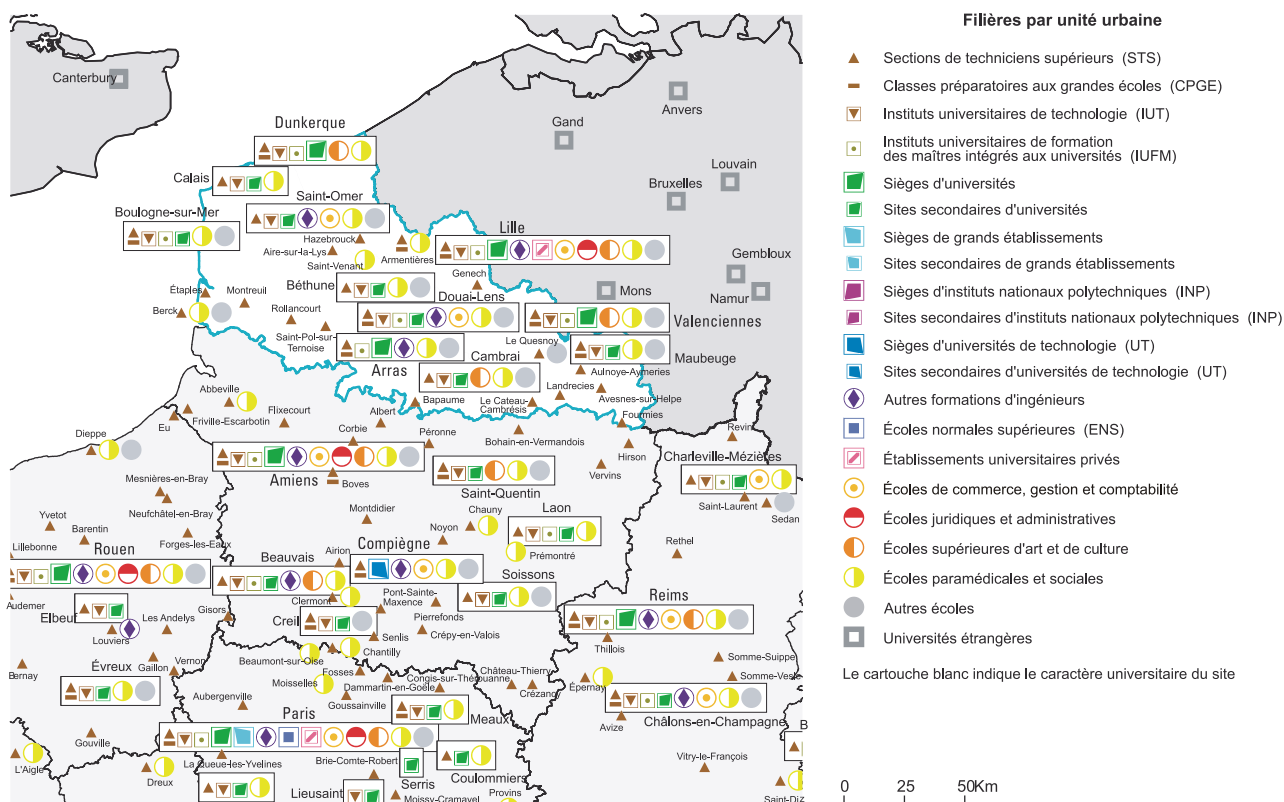 Filières par unité urbaine
Sections de techniciens supérieurs (STS)
Classes préparatoires aux grandes écoles (CPGE)
Instituts universitaires de technologie (IUT)
Instituts universitaires de formation
des maîtres intégrés aux universités (IUFM)
Sièges d'universités
Sites secondaires d'universités
Sièges de grands établissements
Sites secondaires de grands établissements
Sièges d'instituts nationaux polytechniques (INP)
Sites secondaires d'instituts nationaux polytechniques (INP)
Sièges d'universités de technologie (UT)
Sites secondaires d'universités de technologie (UT)
Autres formations d'ingénieurs
Écoles normales supérieures (ENS)
Établissements universitaires privés
Écoles de commerce, gestion et comptabilité
Écoles juridiques et administratives
Écoles supérieures d'art et de culture
Écoles paramédicales et sociales
Autres écoles
Universités étrangères
Le cartouche blanc indique le caractère universitaire du site
0 25 50Km
Canterbury
Anvers
Gand
Dunkerque
Louvain
Calais
Bruxelles
Saint-Omer
Boulogne-sur-Mer
Lille
Hazebrouck
Aire-sur-la-Lys
Armentières
Saint-Venant
Genech
Gembloux
Béthune
Mons
Namur
Étaples
Montreuil
Douai-Lens
Berck
Rollancourt
Valenciennes
Saint-Pol-sur-
Ternoise
Le Quesnoy
Maubeuge
Arras
Cambrai
Aulnoye-Aymeries
Landrecies
Abbeville
Bapaume
Le Cateau-
Cambrésis
Avesnes-sur-Helpe
Eu
Friville-Escarbotin
Flixecourt
Albert
Fourmies
Corbie
Péronne
Bohain-en-Vermandois
Hirson
Revin
Dieppe
Vervins
Charleville-Mézières
Amiens
Boves
Saint-Quentin
Mesnières-en-Bray
Neufchâtel-en-Bray
Saint-Laurent
Sedan
Yvetot
Barentin
Forges-les-Eaux
Montdidier
Chauny
Noyon
Laon
Lillebonne
Rouen
Beauvais
Airion
Compiègne
Prémontré
Rethel
Clermont
Soissons
Reims
Audemer
Elbeuf
Les Andelys
Gisors
Pont-Sainte-
Maxence
Pierrefonds
Creil
Louviers
Senlis
Crépy-en-Valois
Thillois
Chantilly
Évreux
Gaillon
Vernon
Beaumont-sur-Oise
Somme-Suippe
Bernay
Fosses
Château-Thierry
Moisselles
Dammartin-en-Goële
Congis-sur-Thérouanne
Crézancy
Épernay
Somme-Vesle
Aubergenville
Goussainville
Paris
Meaux
Avize
Châlons-en-Champagne
Gouville
L'Aigle
La Queue-les-Yvelines
Brie-Comte-Robert
Vitry-le-François
B
Dreux
Serris
Coulommiers
Lieusaint
Moissy-Cramayel
Provins
Saint-Diz